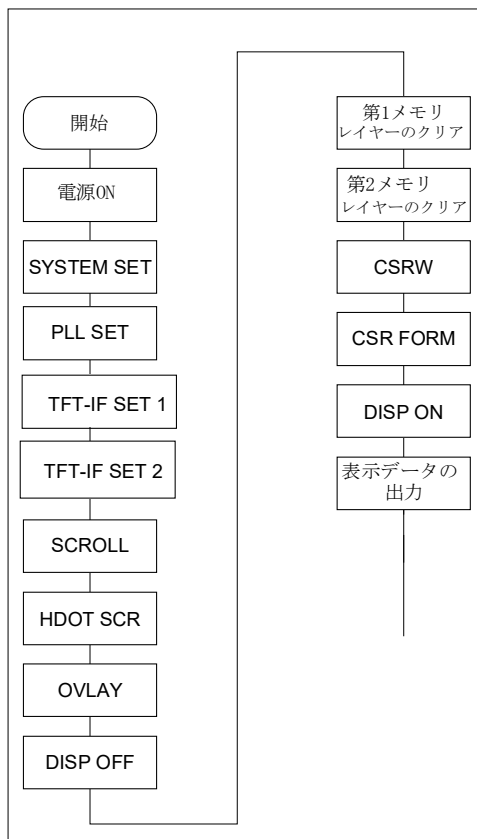 開始
電源ON
SYSTEM SET
PLL SET
TFT-IF SET 1
TFT-IF SET 2
SCROLL
HDOT SCR
OVLAY
DISP OFF
第1メモリ
レイヤーのクリア
第2メモリ
レイヤーのクリア
CSRW
CSR FORM
DISP ON
表示データの
出力